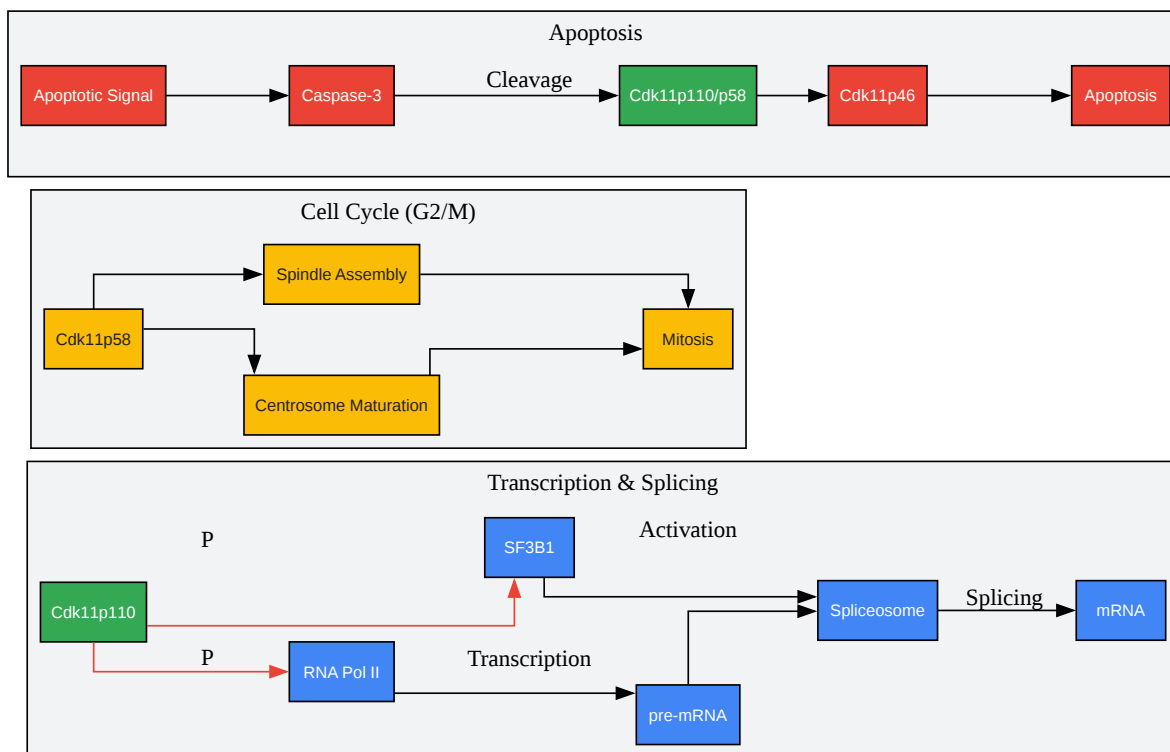 Apoptosis
Apoptotic Signal
Caspase-3
Cleavage
Cdk11p110/p58
Cdk11p46
Apoptosis
Cell Cycle (G2/M)
Spindle Assembly
Cdk11p58
Mitosis
Centrosome Maturation
Transcription & Splicing
P
SF3B1
Activation
Cdk11p110
Spliceosome
Splicing
mRNA
P
RNA Pol II
Transcription
pre-mRNA